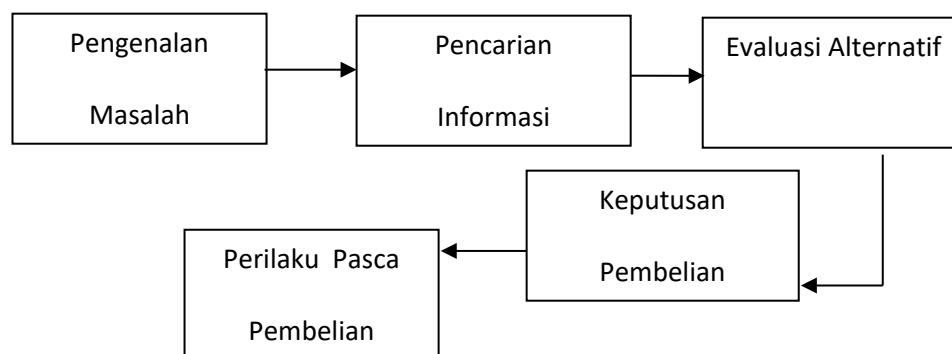 Pengenalan
Masalah
Pencarian
Informasi
Evaluasi Alternatif
Keputusan
Pembelian
Perilaku Pasca
Pembelian